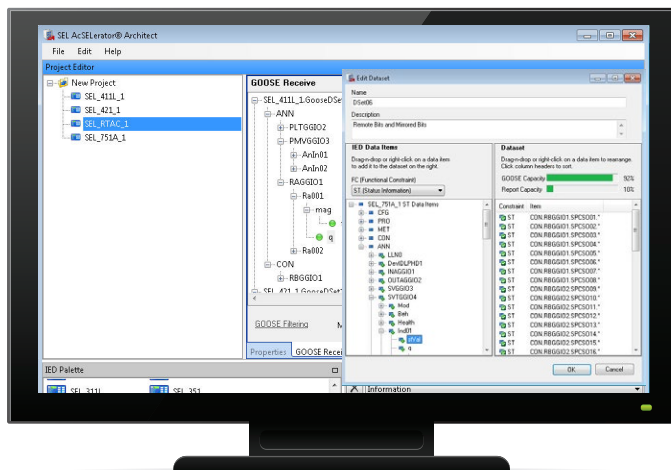 SEL AcSELerator® Architect
File Edit Help
Project Editor
New Project
SEL_411L_1
SEL_421_1
SEL_RTAC_1
SEL_751A_1
GOOSE Receive
SEL_411L_1.GooseDSet
ANN
PLTGGIO2
PMVGGIO3
AnIn01
AnIn02
RAGGIO1
Ra001
mag
q
Ra002
CON
RBGGIO1
SEL_421_1.GooseDSet
GOOSE Filtering
Properties GOOSE Recei
IED Palette
SEL_311L SEL_351
Edit Dataset
Name
DSet06
Description
Remote Bits and Mirrored Bits
IED Data Items
Drag-n-drop or right-click on a data item
to add to the dataset on the right.
FC (Functional Constraint)
ST (Status Information)
SEL_751A_1 ST Data Items
CFG
PRO
MET
CON
ANN
LLN0
DevIDLPHD1
INAGGIO1
OUTAGGIO2
SVGGIO3
SVTGGIO4
Mod
Beh
Health
Ind01
stVal
q
Dataset
Drag-n-drop or right-click on a data item to rearrange.
Click column headers to sort.
GOOSE Capacity 92%
Report Capacity 10%
Constraint Item
ST CON.RBGGIO1.SPCSO01.*
ST CON.RBGGIO1.SPCSO02.*
ST CON.RBGGIO1.SPCSO03.*
ST CON.RBGGIO1.SPCSO04.*
ST CON.RBGGIO1.SPCSO05.*
ST CON.RBGGIO1.SPCSO06.*
ST CON.RBGGIO1.SPCSO07.*
ST CON.RBGGIO1.SPCSO08.*
ST CON.RBGGIO2.SPCSO09.*
ST CON.RBGGIO2.SPCSO10.*
ST CON.RBGGIO2.SPCSO11.*
ST CON.RBGGIO2.SPCSO12.*
ST CON.RBGGIO2.SPCSO13.*
ST CON.RBGGIO2.SPCSO14.*
ST CON.RBGGIO2.SPCSO15.*
ST CON.RBGGIO2.SPCSO16.*
OK Cancel
Information